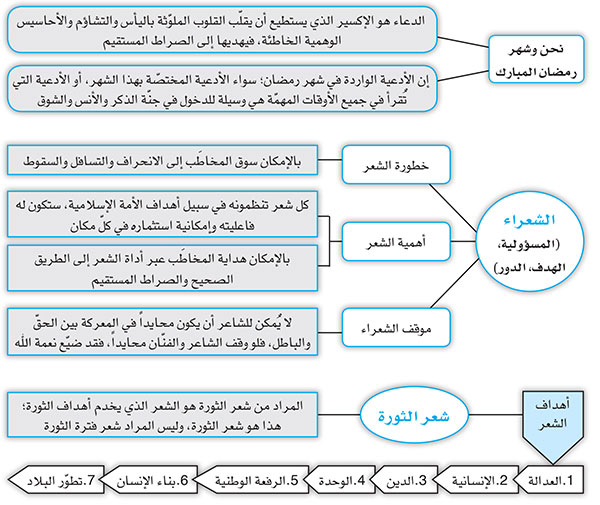 نحن وشهر
رمضان المبارك
الدعاء هو الإكسير الذي يستطيع أن يقلّب القلوب الملوّثة باليأس والتشاؤم والأحاسيس
الوهمية الخاطئة، فيهديها إلى الصراط المستقيم
إن الأدعية الواردة في شهر رمضان؛ سواء الأدعية المختصّة بهذا الشهر، أو الأدعية التي
تُقرأ في جميع الأوقات المهمّة هي وسيلة للدخول في جنّة الذكر والأنس والشوق
الشعراء
(المسؤولية،
الهدف، الدور)
خطورة الشعر
بالإمكان سوق المخاطَب إلى الانحراف والتسافل والسقوط
أهمية الشعر
كل شعر تنظمونه في سبيل أهداف الأمة الإسلامية، ستكون له
فاعليته وإمكانية استثماره في كلّ مكان
بالإمكان هداية المخاطَب عبر أداة الشعر إلى الطريق
الصحيح والصراط المستقيم
موقف الشعراء
لا يُمكن للشاعر أن يكون محايداً في المعركة بين الحقّ
والباطل، فلو وقف الشاعر والفنّان محايداً، فقد ضيّع نعمة الله
أهداف
الشعر
شعر الثورة
المراد من شعر الثورة هو الشعر الذي يخدم أهداف الثورة؛
هذا هو شعر الثورة، وليس المراد شعر فترة الثورة
1.العدالة
2.الإنسانية
3.الدين
4.الوحدة
5.الرفعة الوطنية
6.بناء الإنسان
7.تطوّر البلاد